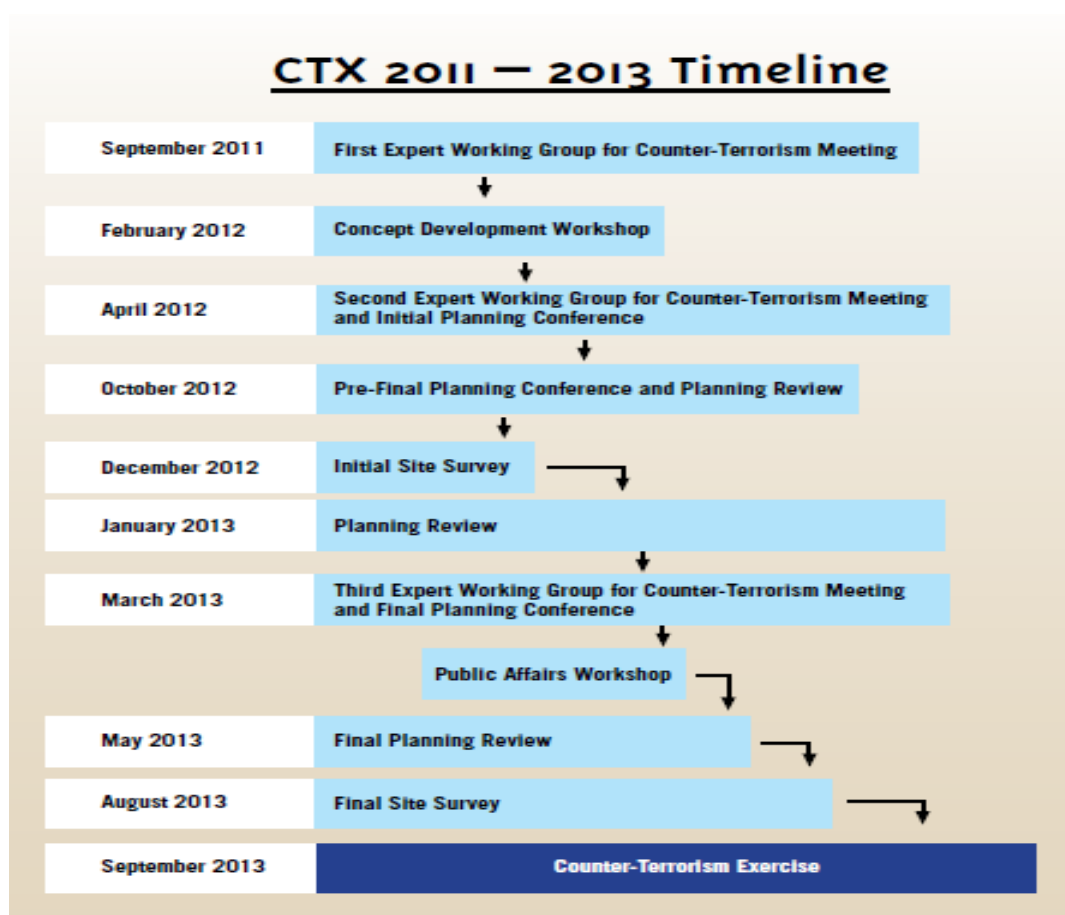 CTX 2011 — 2013 Timeline
September 2011 First Expert Working Group for Counter-Terrorism Meeting
February 2012 Concept Development Workshop
April 2012 Second Expert Working Group for Counter-Terrorism Meeting
and Initial Planning Conference
October 2012 Pre-Final Planning Conference and Planning Review
December 2012 Initial Site Survey
January 2013 Planning Review
March 2013 Third Expert Working Group for Counter-Terrorism Meeting
and Final Planning Conference
Public Affairs Workshop
May 2013 Final Planning Review
August 2013 Final Site Survey
September 2013 Counter-Terrorism Exercise